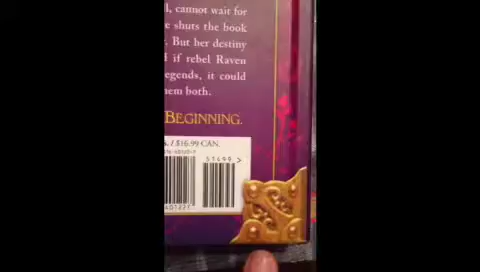 , cannot wait for
e shuts the book
. But her destiny
d if rebel Raven
egends, it could
hem both.
BEGINNING.
s. / $16.99 CAN.
51499 >